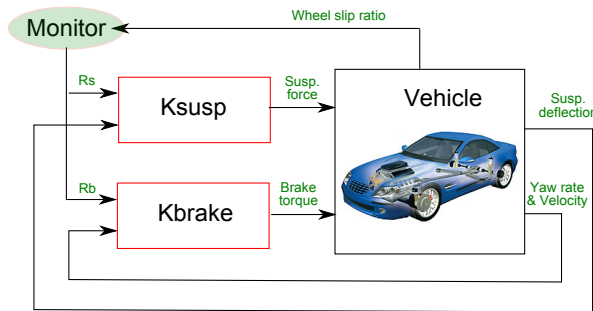 Monitor
Wheel slip ratio
Rs
Ksusp
Susp.
force
Vehicle
Susp.
deflection
Rb
Kbrake
Brake
torque
Yaw rate
& Velocity